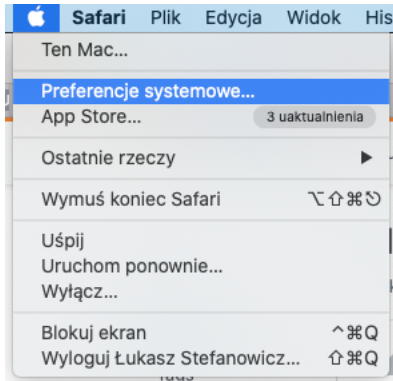 Safari Plik Edycja Widok His
Ten Mac...
Preferencje systemowe...
App Store... 3 uaktualnienia
Ostatnie rzeczy
Wymuś koniec Safari ⌥⇧⌘⎋
Uśpij
Uruchom ponownie...
Wyłącz...
Blokuj ekran ^⌘Q
Wyloguj Łukasz Stefanowicz... ⇧⌘Q